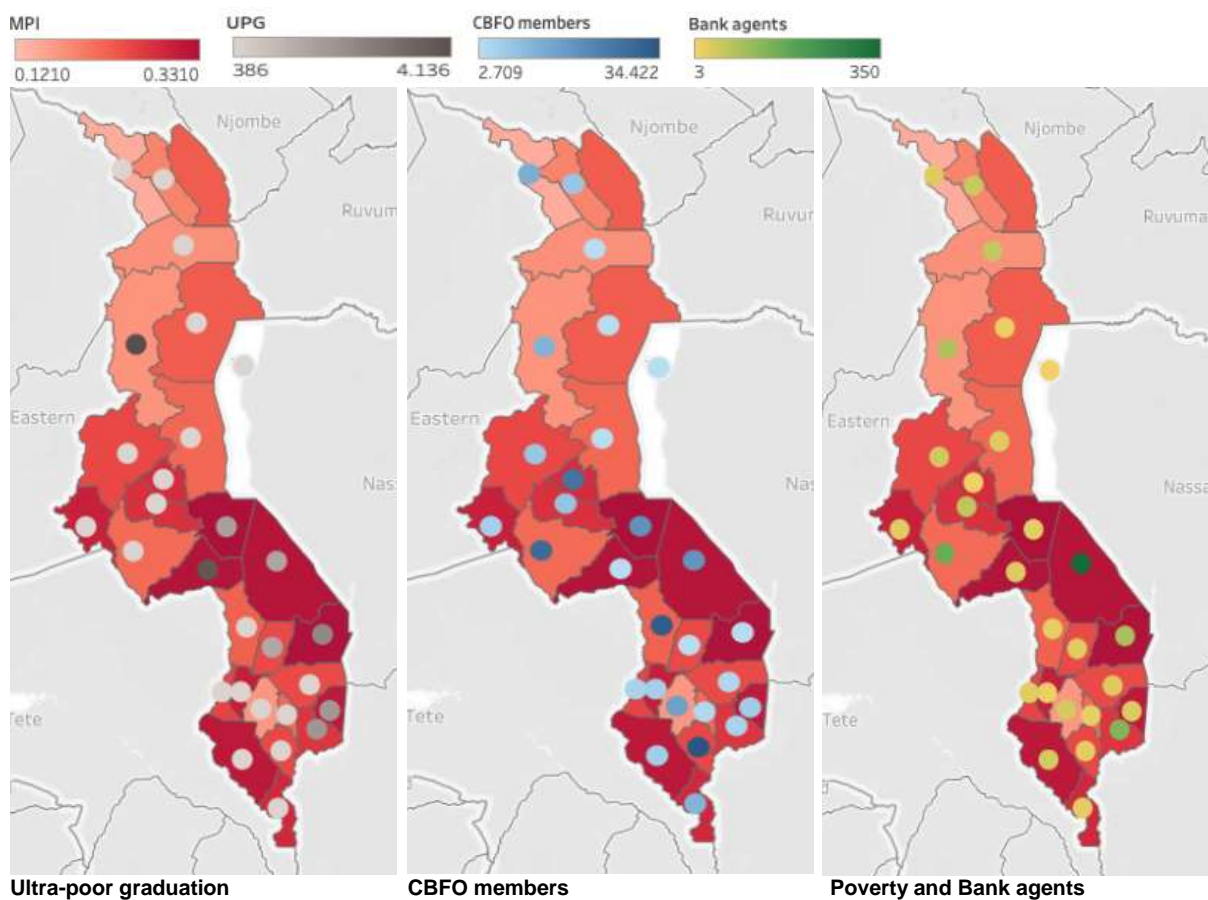 MPI UPG CBFO members Bank agents
0.1210 0.3310 386 4.136 2.709 34.422 3 350
Njombe Njombe Njombe
Ruvum Ruvur Ruvuma
Eastern Eastern Eastern
Nas Nas Nassa
Tete Tete Tete
Ultra-poor graduation CBFO members Poverty and Bank agents